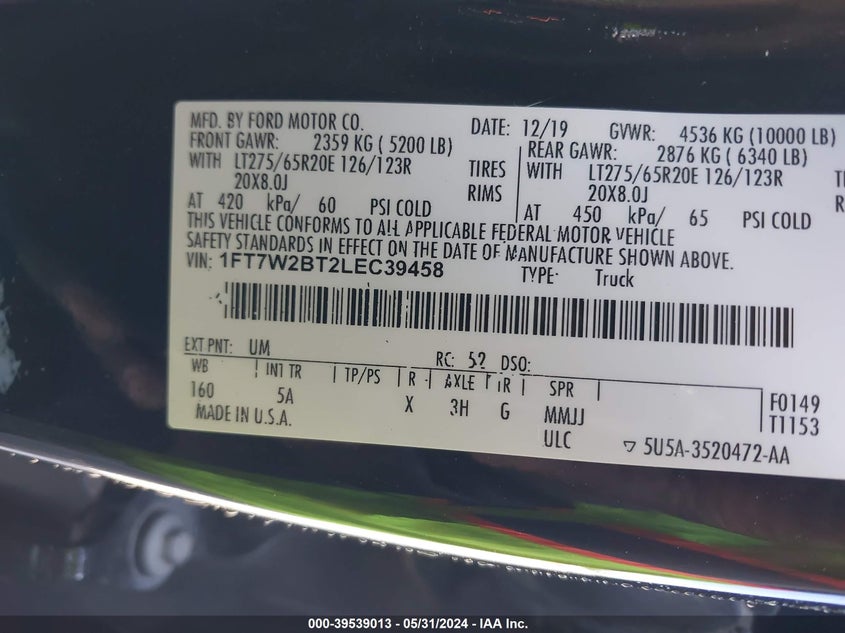 MFD. BY FORD MOTOR CO. DATE: 12/19 GVWR: 4536 KG (10000 LB)
FRONT GAWR: 2359 KG ( 5200 LB) REAR GAWR: 2876 KG ( 6340 LB)
WITH LT275/65R20E 126/123R TIRES WITH LT275/65R20E 126/123R TI
20X8.0J RIMS 20X8.0J R
AT 420 kPa/ 60 PSI COLD AT 450 kPa/ 65 PSI COLD
THIS VEHICLE CONFORMS TO ALL APPLICABLE FEDERAL MOTOR VEHICLE
SAFETY STANDARDS IN EFFECT ON THE DATE OF MANUFACTURE SHOWN ABOVE.
VIN: 1FT7W2BT2LEC39458 TYPE: Truck
EXT PNT: UM RC: 52 DSO:
WB | INT TR | TP/PS | R | AXLE | TR | SPR |
160 5A X 3H G MMJJ F0149
MADE IN U.S.A. ULC T1153
5U5A-3520472-AA
000-39539013 - 05/31/2024 - IAA Inc.